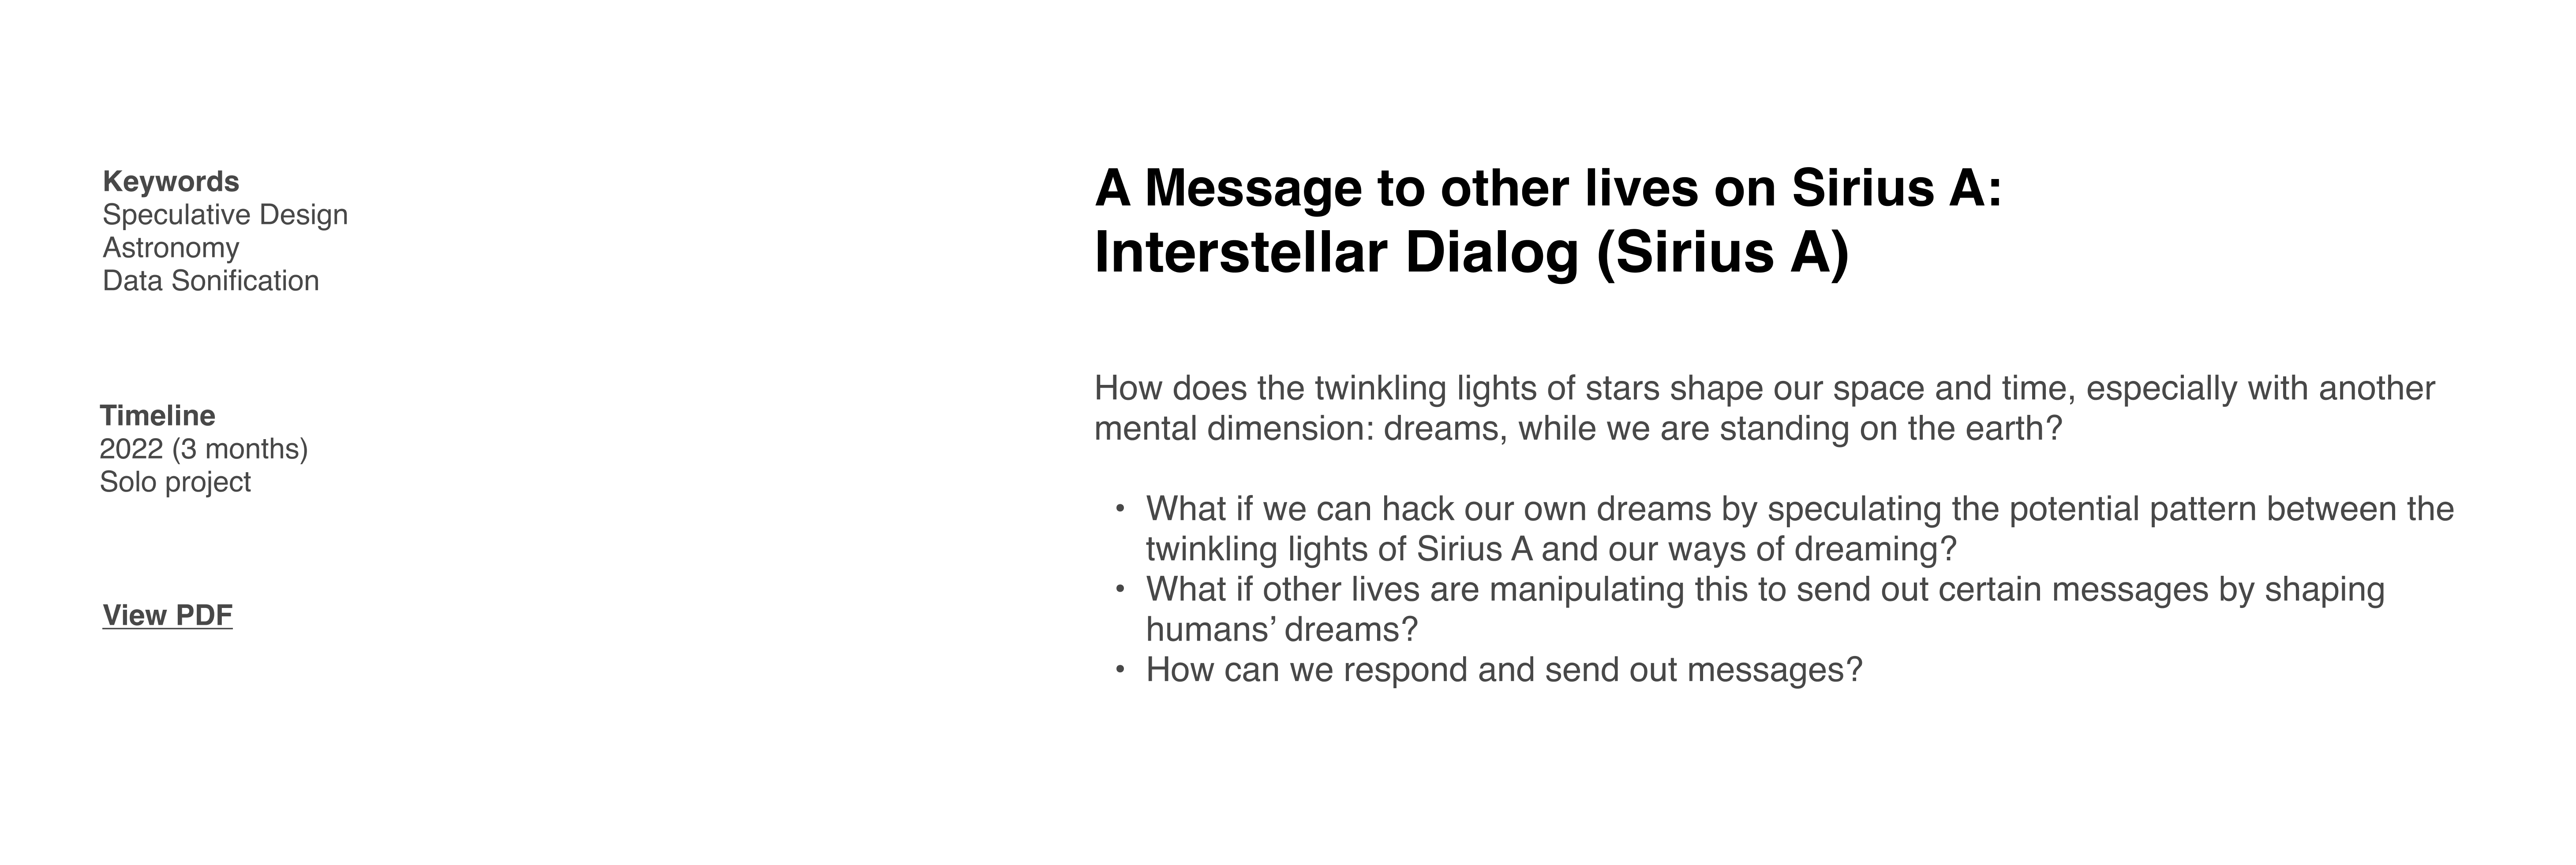 Keywords
Speculative Design
Astronomy
Data Sonification
Timeline
2022 (3 months)
Solo project
View PDF
A Message to other lives on Sirius A:
Interstellar Dialog (Sirius A)
How does the twinkling lights of stars shape our space and time, especially with another
mental dimension: dreams, while we are standing on the earth?
• What if we can hack our own dreams by speculating the potential pattern between the
twinkling lights of Sirius A and our ways of dreaming?
• What if other lives are manipulating this to send out certain messages by shaping
humans’ dreams?
• How can we respond and send out messages?